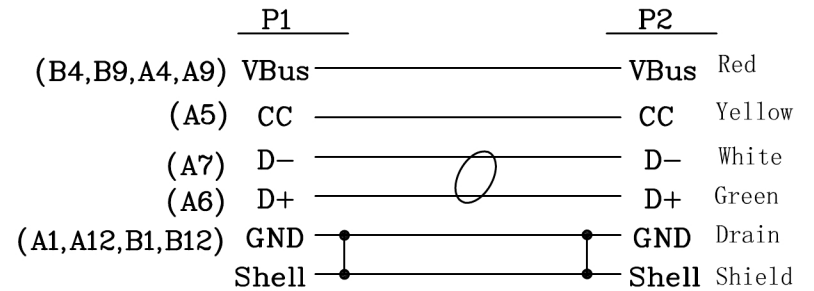 P1 P2
(B4,B9,A4,A9) VBus VBus Red
(A5) CC CC Yellow
(A7) D− D− White
(A6) D+ D+ Green
(A1,A12,B1,B12) GND GND Drain
Shell Shell Shield